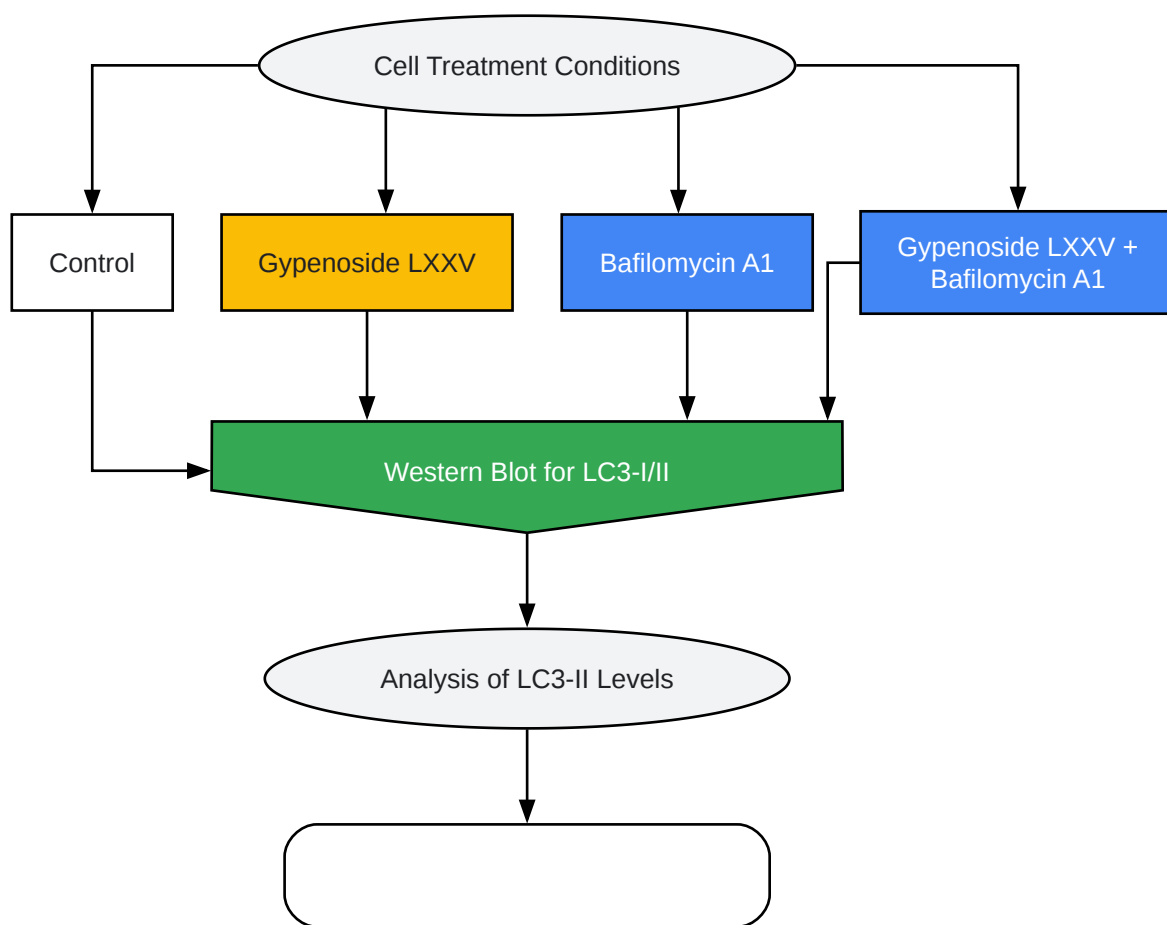 Cell Treatment Conditions
Control
Gypenoside LXXV
Bafilomycin A1
Gypenoside LXXV +
Bafilomycin A1
Western Blot for LC3-I/II
Analysis of LC3-II Levels